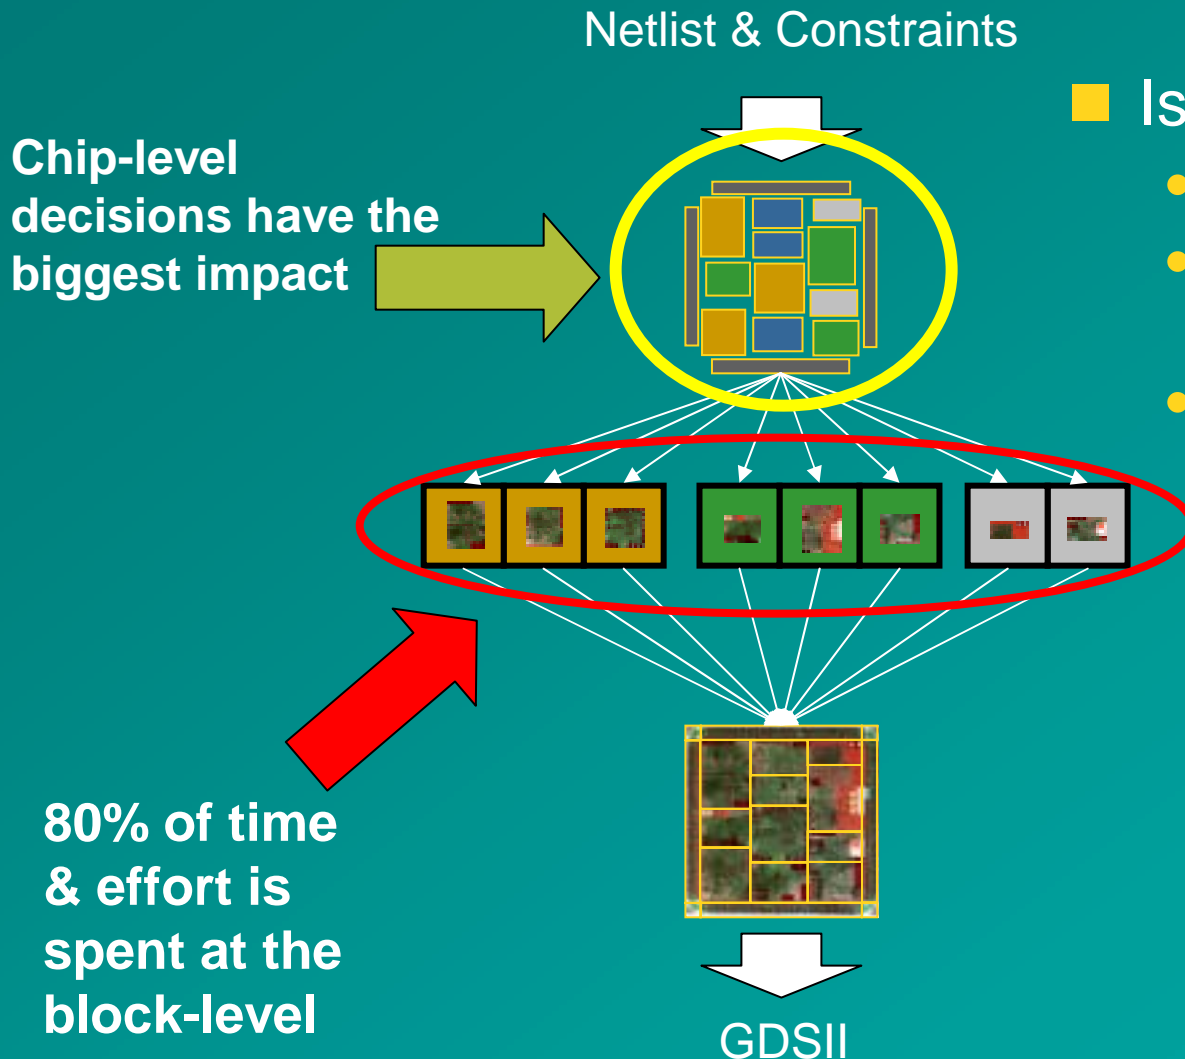 Netlist & Constraints
Is
Chip-level
decisions have the
biggest impact
80% of time
& effort is
spent at the
block-level
GDSII